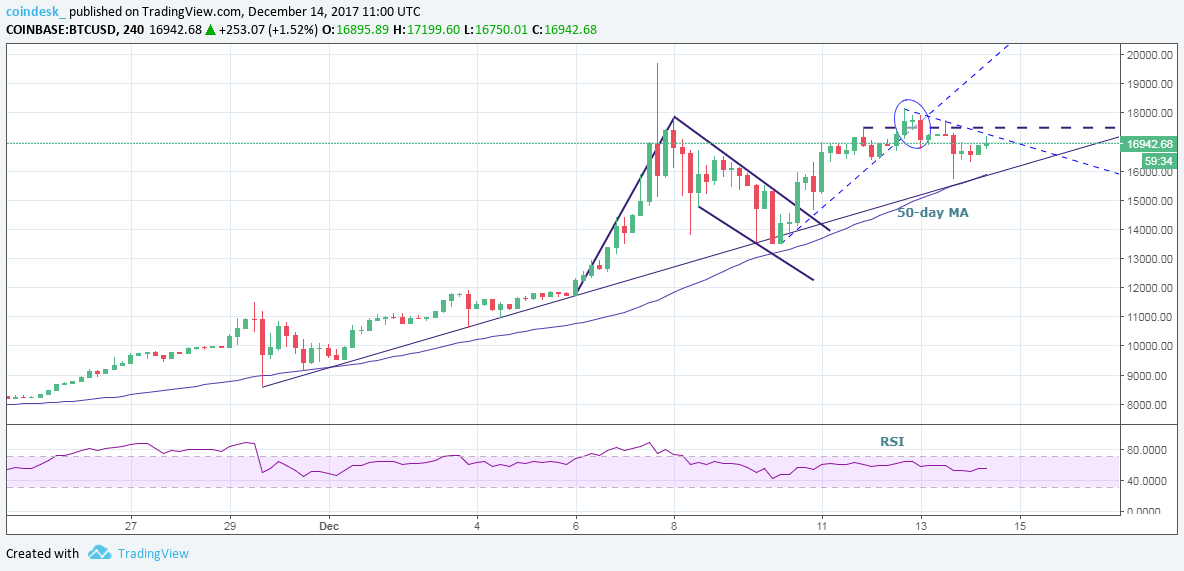 coindesk_ published on TradingView.com, December 14, 2017 11:00 UTC
COINBASE:BTCUSD, 240 16942.68 ▲ +253.07 (+1.52%) O:16895.89 H:17199.60 L:16750.01 C:16942.68
20000.00
19000.00
18000.00
16942.68
59:34
16000.00
15000.00
50-day MA
14000.00
13000.00
12000.00
11000.00
10000.00
9000.00
8000.00
RSI
80.0000
40.0000
0.0000
27 29 Dec 4 6 8 11 13 15
Created with TradingView